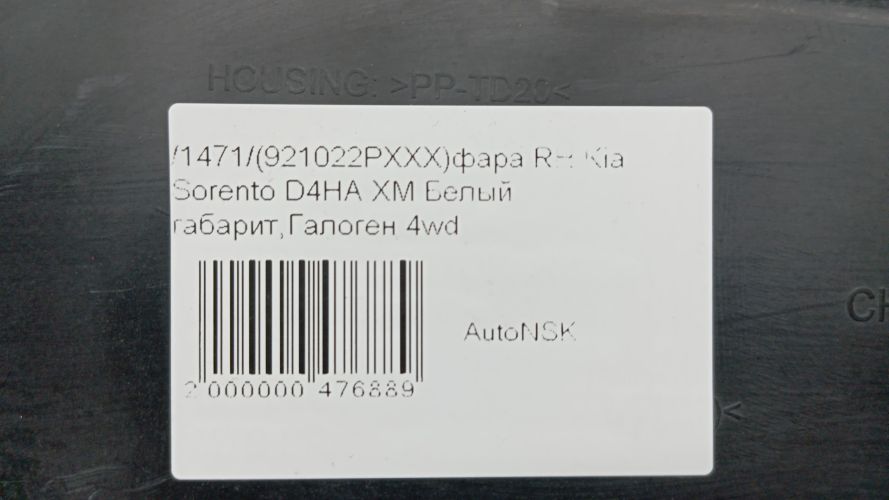 HOUSING: >PP-TD20<
/1471/(921022PXXX)фара RH Kia
Sorento D4HA XM Белый
габарит,Галоген 4wd
AutoNSK
2 000000 476889